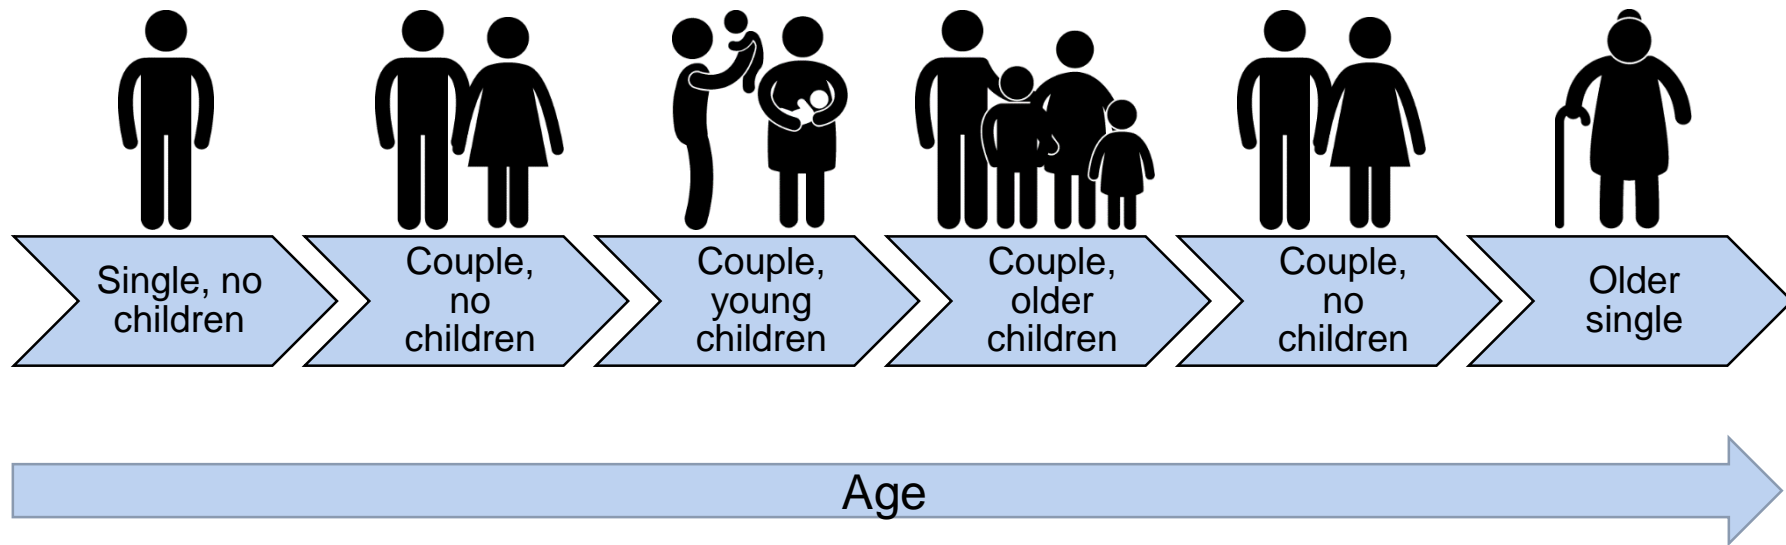 Single, no
children
Couple,
no
children
Couple,
young
children
Couple,
older
children
Couple,
no
children
Older
single
Age